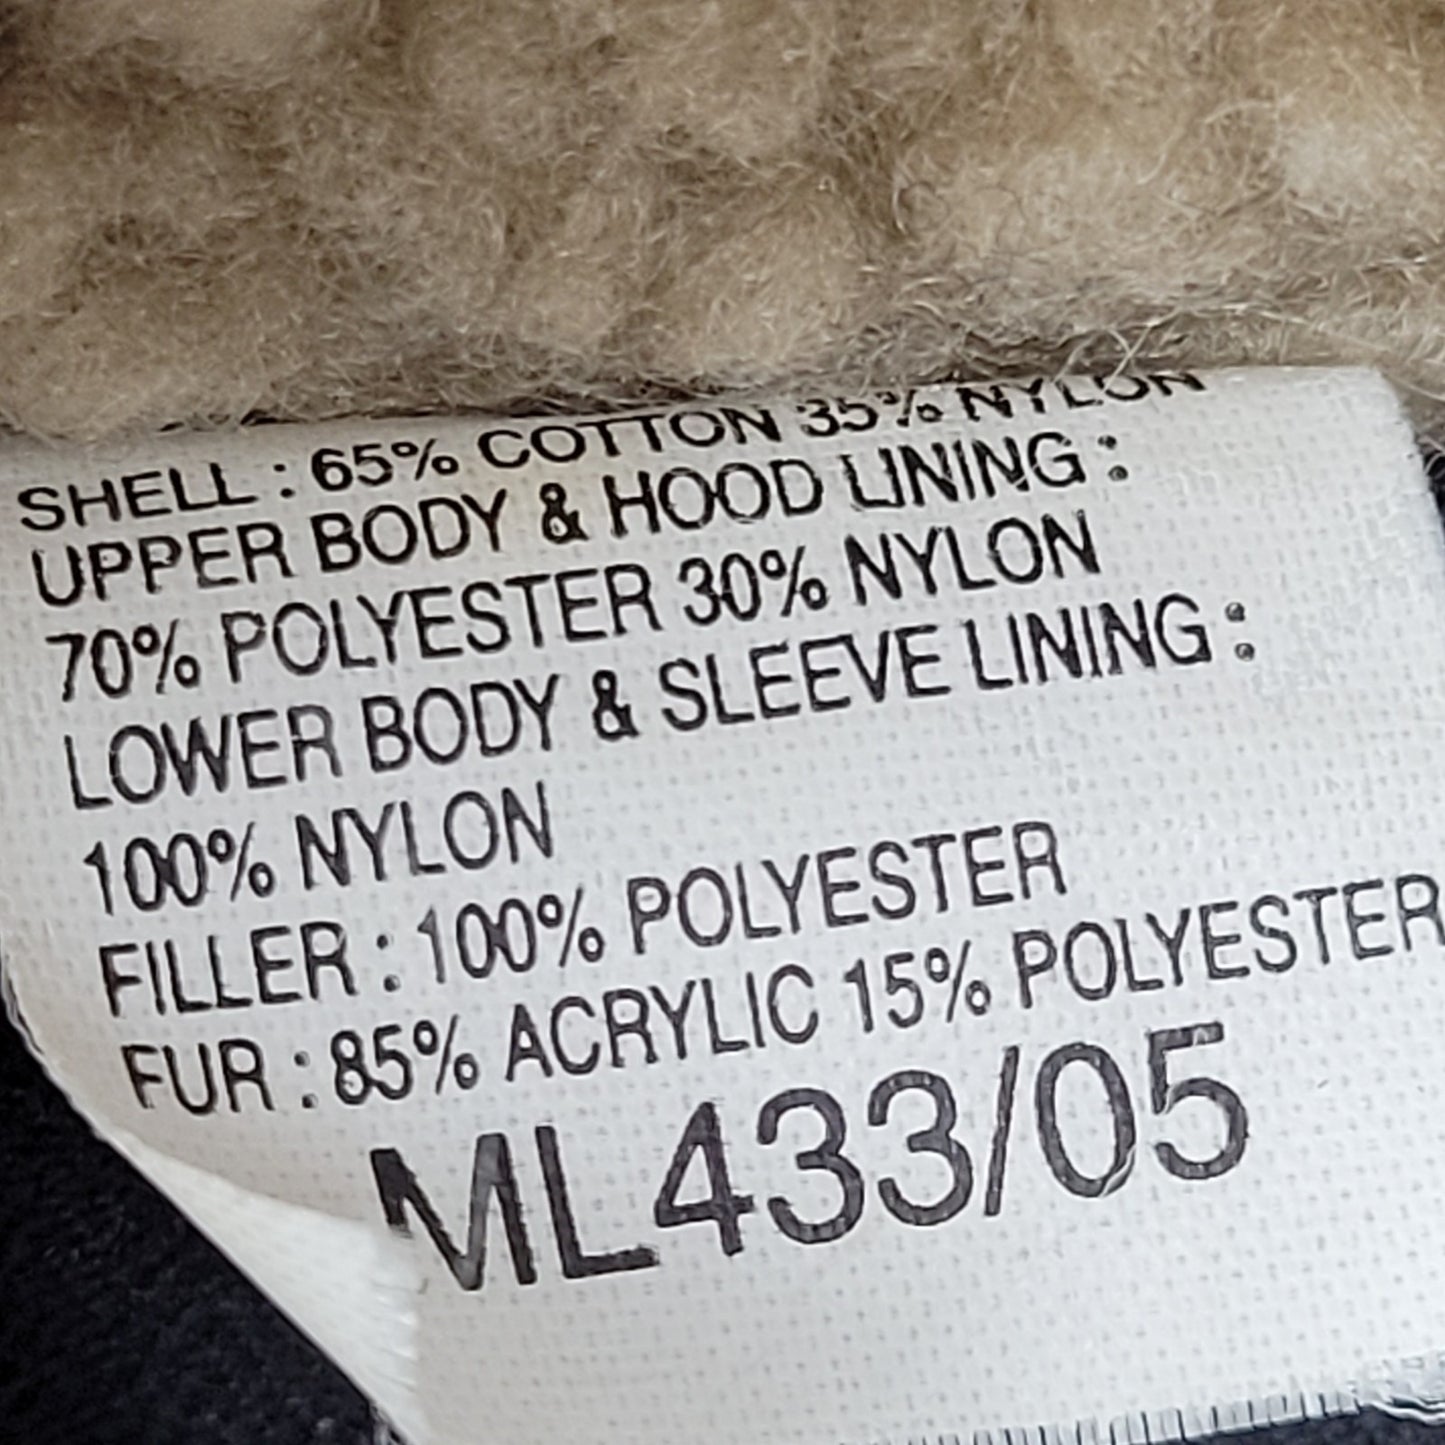 SHELL : 65% COTTON 35% NYLON
UPPER BODY & HOOD LINING :
70% POLYESTER 30% NYLON
LOWER BODY & SLEEVE LINING :
100% NYLON
FILLER : 100% POLYESTER
FUR : 85% ACRYLIC 15% POLYESTER
ML433/05